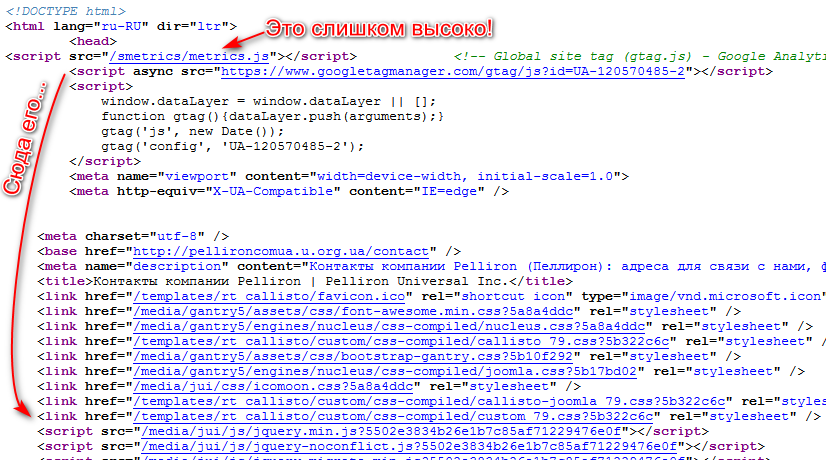 <!DOCTYPE html>
Это слишком высоко!
<html lang="ru-RU" dir="ltr">
<head>
<script src="/smetrics/metrics.js"></script> <!-- Global site tag (gtag.js) - Google Analyti
<script async src="https://www.googletagmanager.com/gtag/js?id=UA-120570485-2"></script>
<script>
window.dataLayer = window.dataLayer || [];
function gtag(){dataLayer.push(arguments);}
gtag('js', new Date());
gtag('config', 'UA-120570485-2');
</script>
Сюда его...
<meta name="viewport" content="width=device-width, initial-scale=1.0">
<meta http-equiv="X-UA-Compatible" content="IE=edge" />
<meta charset="utf-8" />
<base href="http://pellironcomua.u.org.ua/contact" />
<meta name="description" content="Контакты компании Pelliron (Пеллирон): адреса для связи с нами, ф
<title>Контакты компании Pelliron | Pelliron Universal Inc.</title>
<link href="/templates/rt_callisto/favicon.ico" rel="shortcut icon" type="image/vnd.microsoft.icon"
<link href="/media/gantry5/assets/css/font-awesome.min.css?5a8a4ddc" rel="stylesheet" />
<link href="/media/gantry5/engines/nucleus/css-compiled/nucleus.css?5a8a4ddc" rel="stylesheet" />
<link href="/templates/rt_callisto/custom/css-compiled/callisto_79.css?5b322c6c" rel="stylesheet" />
<link href="/media/gantry5/assets/css/bootstrap-gantry.css?5b10f292" rel="stylesheet" />
<link href="/media/gantry5/engines/nucleus/css-compiled/joomla.css?5b17bd02" rel="stylesheet" />
<link href="/media/jui/css/icomoon.css?5a8a4ddc" rel="stylesheet" />
<link href="/templates/rt_callisto/custom/css-compiled/callisto-joomla_79.css?5b322c6c" rel="stylesheet" />
<link href="/templates/rt_callisto/custom/css-compiled/custom_79.css?5b322c6c" rel="stylesheet" />
<script src="/media/jui/js/jquery.min.js?5502e3834b26e1b7c85af71229476e0f"></script>
<script src="/media/jui/js/jquery-noconflict.js?5502e3834b26e1b7c85af71229476e0f"></script>